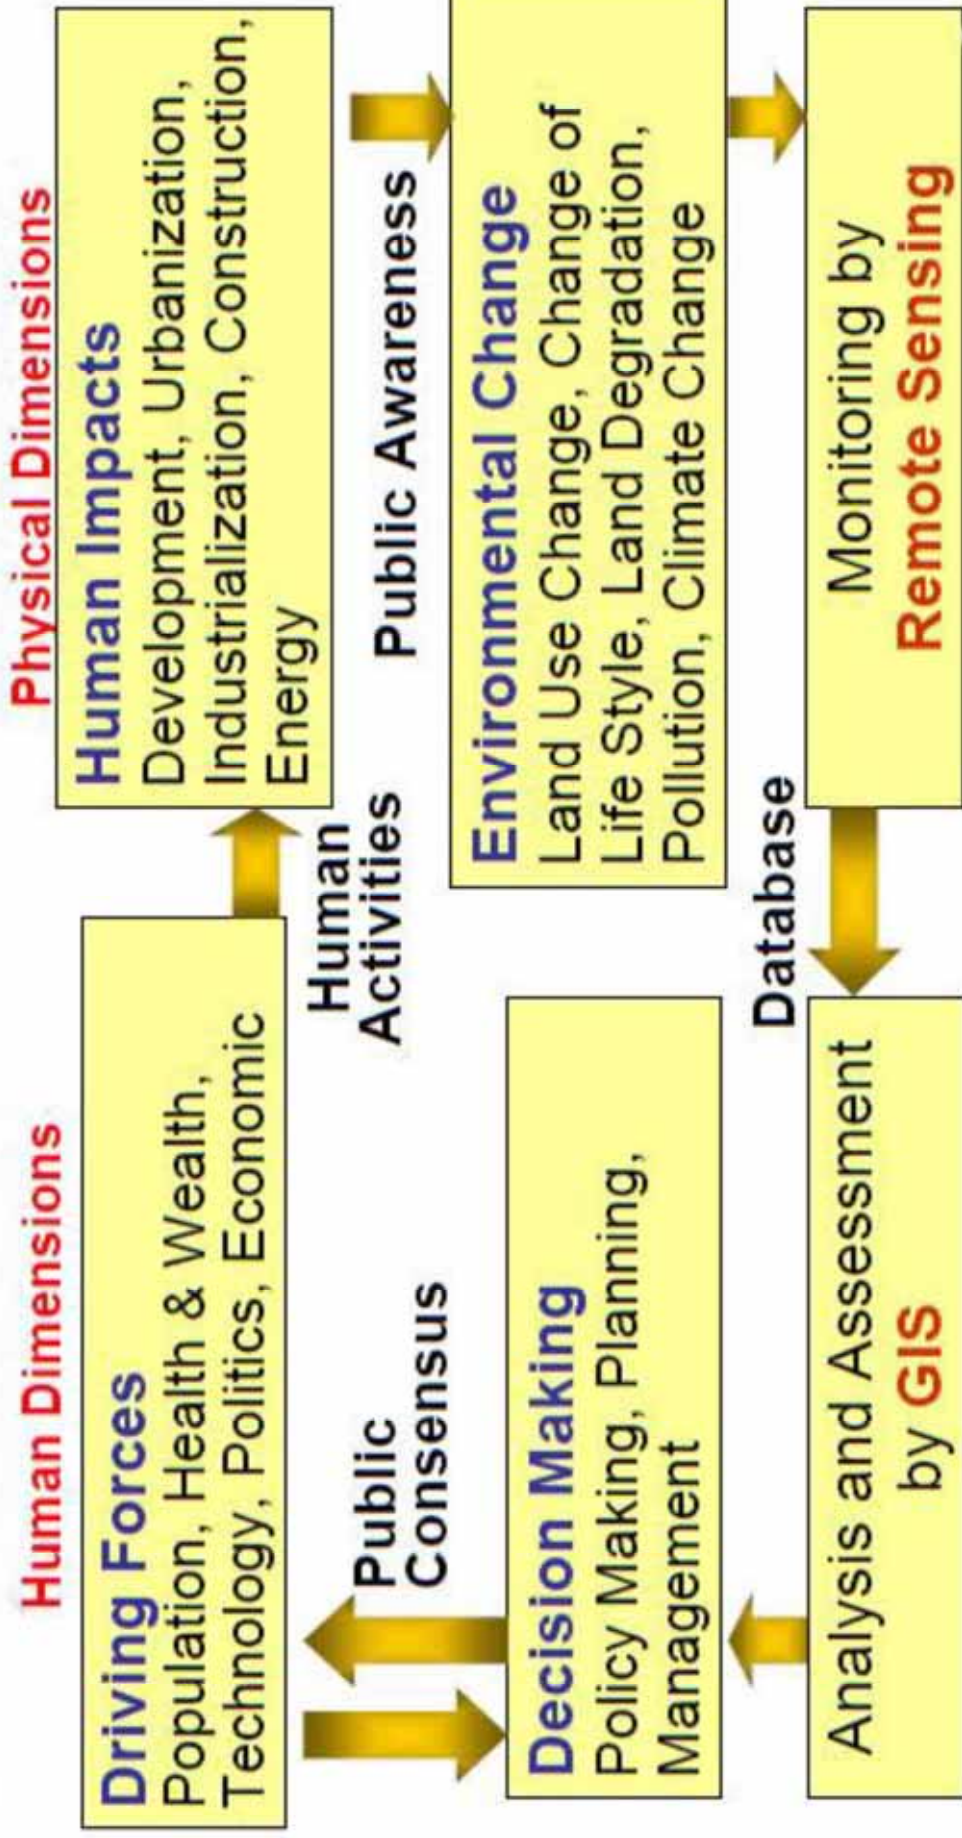 Human Dimensions
Physical Dimensions
Driving Forces
Population, Health & Wealth,
Technology, Politics, Economic
Human
Activities
Human Impacts
Development, Urbanization,
Industrialization, Construction,
Energy
Public
Consensus
Public Awareness
Decision Making
Policy Making, Planning,
Management
Environmental Change
Land Use Change, Change of
Life Style, Land Degradation,
Pollution, Climate Change
Database
Analysis and Assessment
by GIS
Monitoring by
Remote Sensing